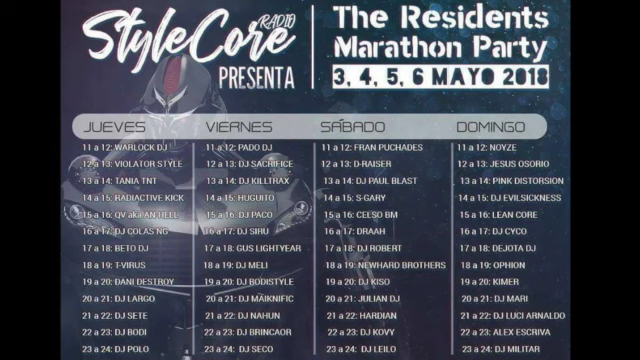 StyleCore
RADIO
PRESENTA
The Residents
Marathon Party
3, 4, 5, 6 MAYO 2018
JUEVES
11 a 12: WARLOCK DJ
12 a 13: VIOLATOR STYLE
13 a 14: TANIA TNT
14 a 15: RADIACTIVE KICK
15 a 16: QV aka AN HELL
16 a 17: DJ COLAS NG
17 a 18: BETO DJ
18 a 19: T-VIRUS
19 a 20: DANI DESTROY
20 a 21: DJ LARGO
21 a 22: DJ SETE
22 a 23: DJ BODI
23 a 24: DJ POLO
VIERNES
11 a 12: PADO DJ
12 a 13: DJ SACRIFICE
13 a 14: DJ KILLTRAX
14 a 15: HUGUITO
15 a 16: DJ PACO
16 a 17: DJ SIRU
17 a 18: GUS LIGHTYEAR
18 a 19: DJ MELI
19 a 20: DJ BODISTYLE
20 a 21: DJ MÄIKNIFIC
21 a 22: DJ NAHUN
22 a 23: DJ BRINCAOR
23 a 24: DJ SECO
SÁBADO
11 a 12: FRAN PUCHADES
12 a 13: D-RAISER
13 a 14: DJ PAUL BLAST
14 a 15: S-GARY
15 a 16: CELSO BM
16 a 17: DRAAH
17 a 18: DJ ROBERT
18 a 19: NEWHARD BROTHERS
19 a 20: DJ KISO
20 a 21: JULIAN DJ
21 a 22: HARDIAN
22 a 23: DJ KOVY
23 a 24: DJ LEILO
DOMINGO
11 a 12: NOYZE
12 a 13: JESUS OSORIO
13 a 14: PINK DISTORSION
14 a 15: DJ EVILSICKNESS
15 a 16: LEAN CORE
16 a 17: DJ CYCO
17 a 18: DEJOTA DJ
18 a 19: OPHION
19 a 20: KIMER
20 a 21: DJ MARI
21 a 22: DJ LUCI ARNALDO
22 a 23: ALEX ESCRIVA
23 a 24: DJ MILITAR